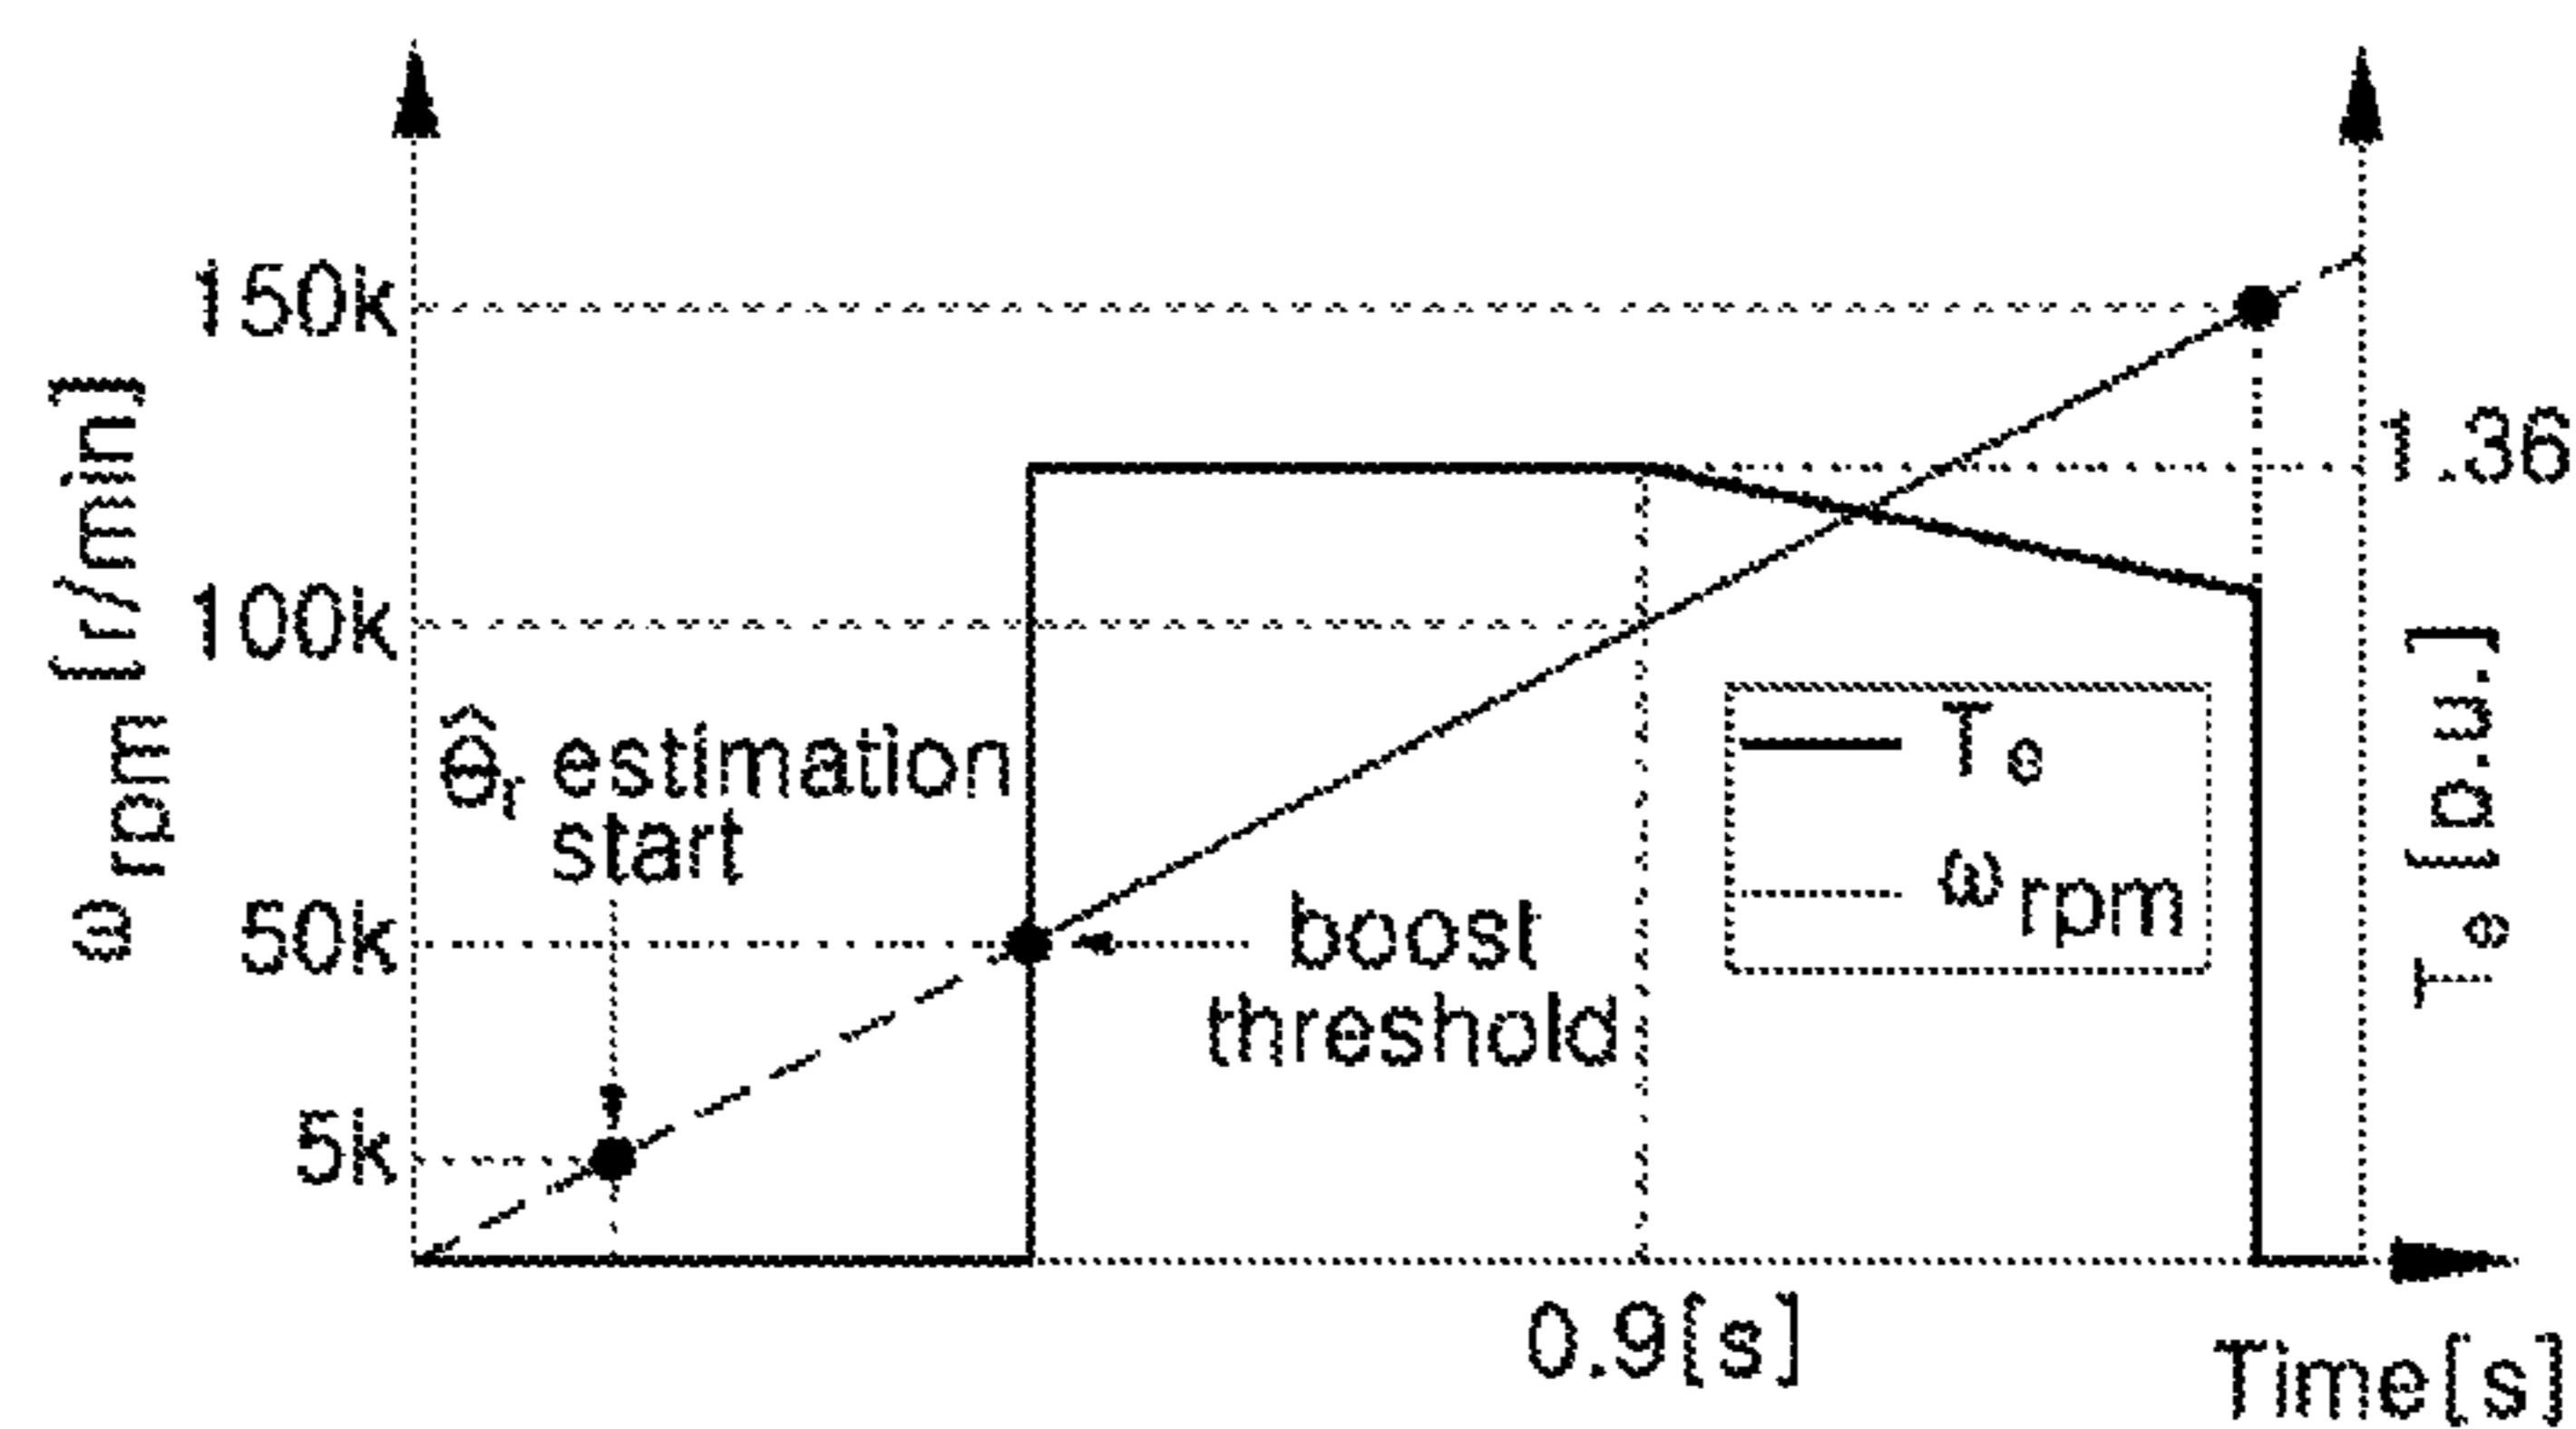 150k
1.36
100k
ω rpm [r/min]
T e [p.u.]
θ̂r estimation
start
T e
ω rpm
50k
boost
threshold
5k
0.9[s]
Time[s]